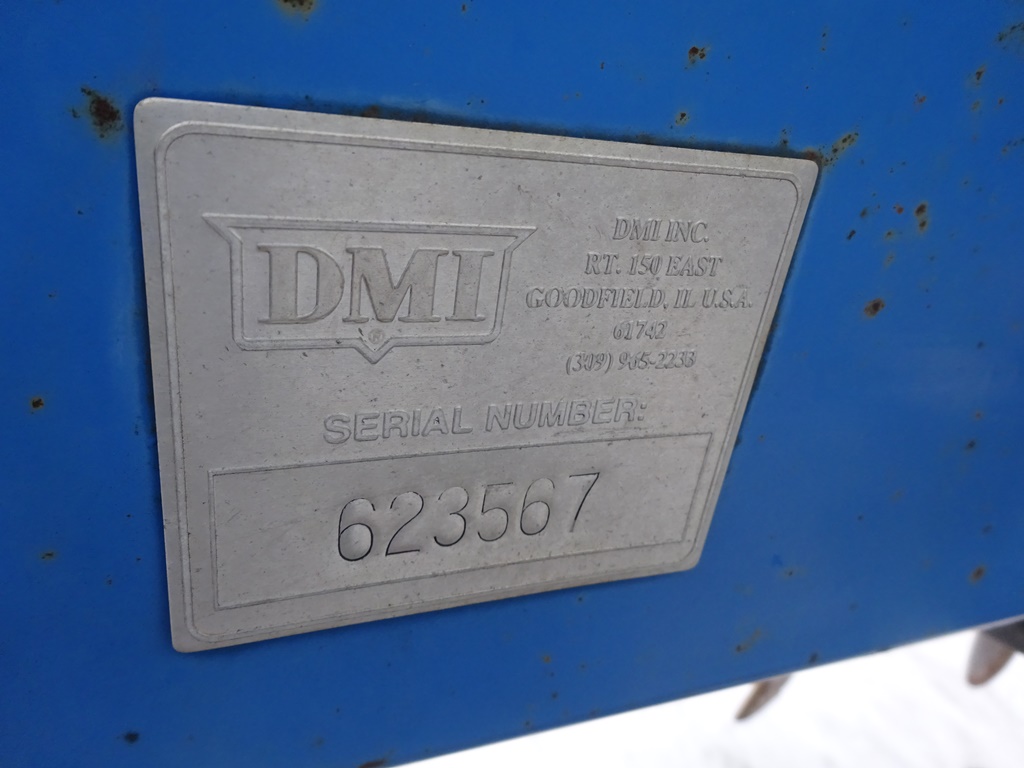 DMI
®
DMI INC.
RT. 150 EAST
GOODFIELD, IL U.S.A.
61742
(309) 965-2233
SERIAL NUMBER:
623567